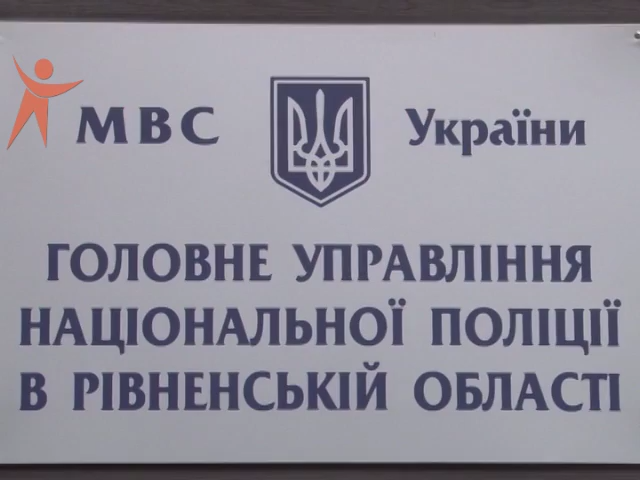 МВС України
ГОЛОВНЕ УПРАВЛІННЯ
НАЦІОНАЛЬНОЇ ПОЛІЦІЇ
В РІВНЕНСЬКІЙ ОБЛАСТІ